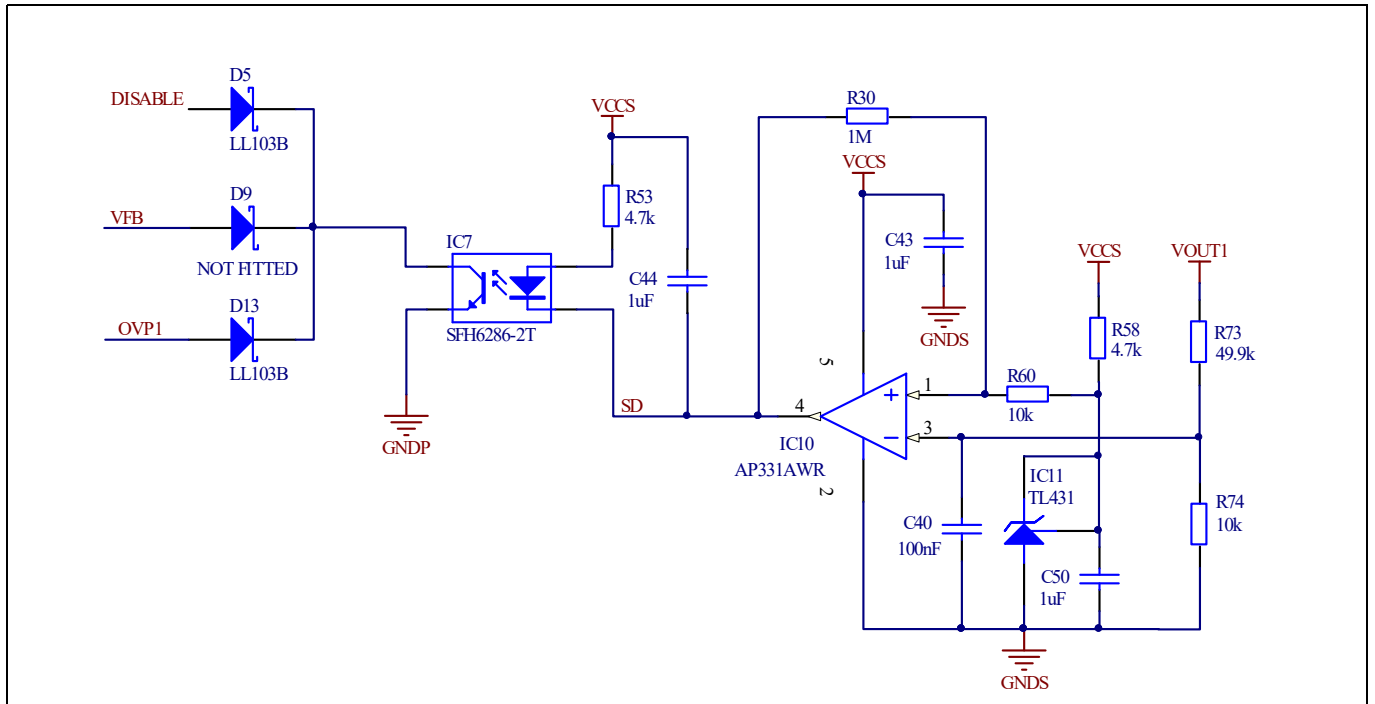 D5
DISABLE
LL103B
D9
VFB
NOT FITTED
D13
OVP1
LL103B
GNDP
IC7
SFH6286-2T
VCCS
R53
4.7k
C44
1uF
SD
R30
1M
VCCS
C43
1uF
GNDS
5
4
1
3
2
IC10
AP331AWR
R60
10k
VCCS
R58
4.7k
VOUT1
R73
49.9k
IC11
TL431
C40
100nF
C50
1uF
R74
10k
GNDS